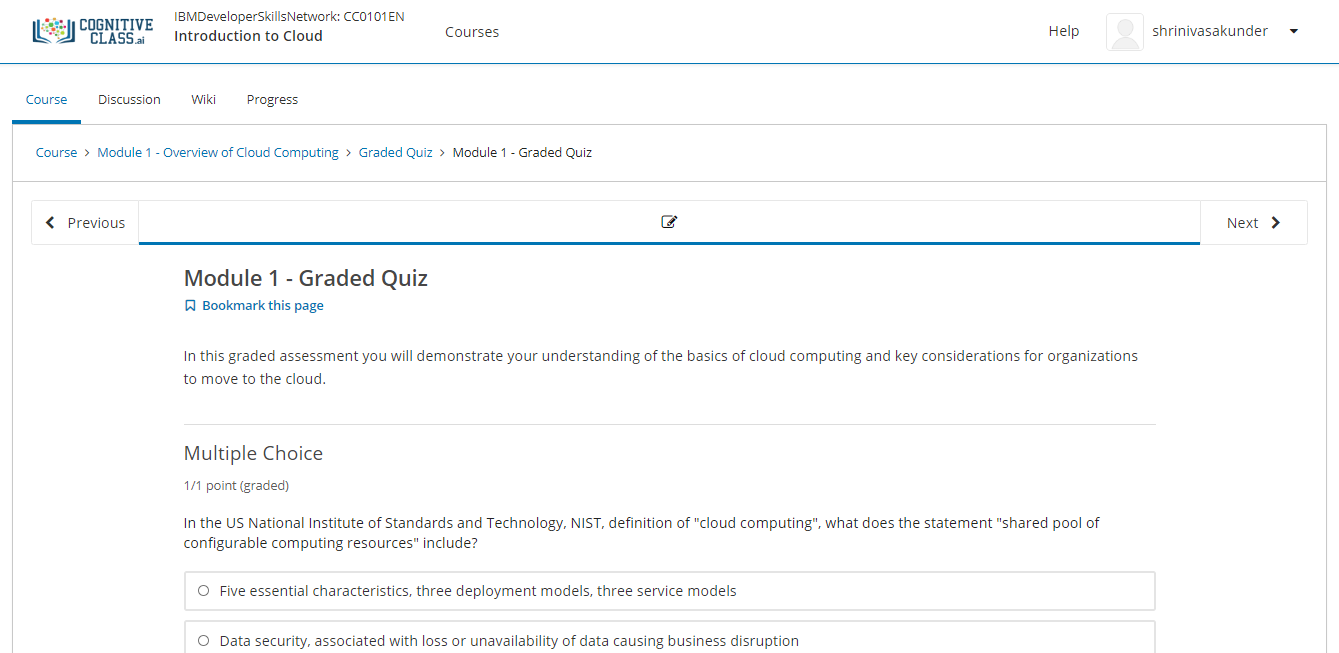 COGNITIVE
CLASS.ai
IBMDeveloperSkillsNetwork: CC0101EN
Introduction to Cloud
Courses
Help
shrinivasakunder
Course
Discussion
Wiki
Progress
Course > Module 1 - Overview of Cloud Computing > Graded Quiz > Module 1 - Graded Quiz
Previous
Next
Module 1 - Graded Quiz
Bookmark this page
In this graded assessment you will demonstrate your understanding of the basics of cloud computing and key considerations for organizations
to move to the cloud.
Multiple Choice
1/1 point (graded)
In the US National Institute of Standards and Technology, NIST, definition of "cloud computing", what does the statement "shared pool of
configurable computing resources" include?
Five essential characteristics, three deployment models, three service models
Data security, associated with loss or unavailability of data causing business disruption